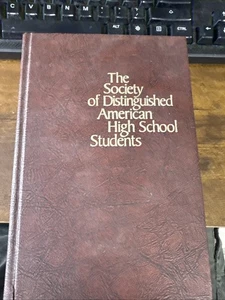 C V B N M
The
Society
of Distinguished
American
High School
Students